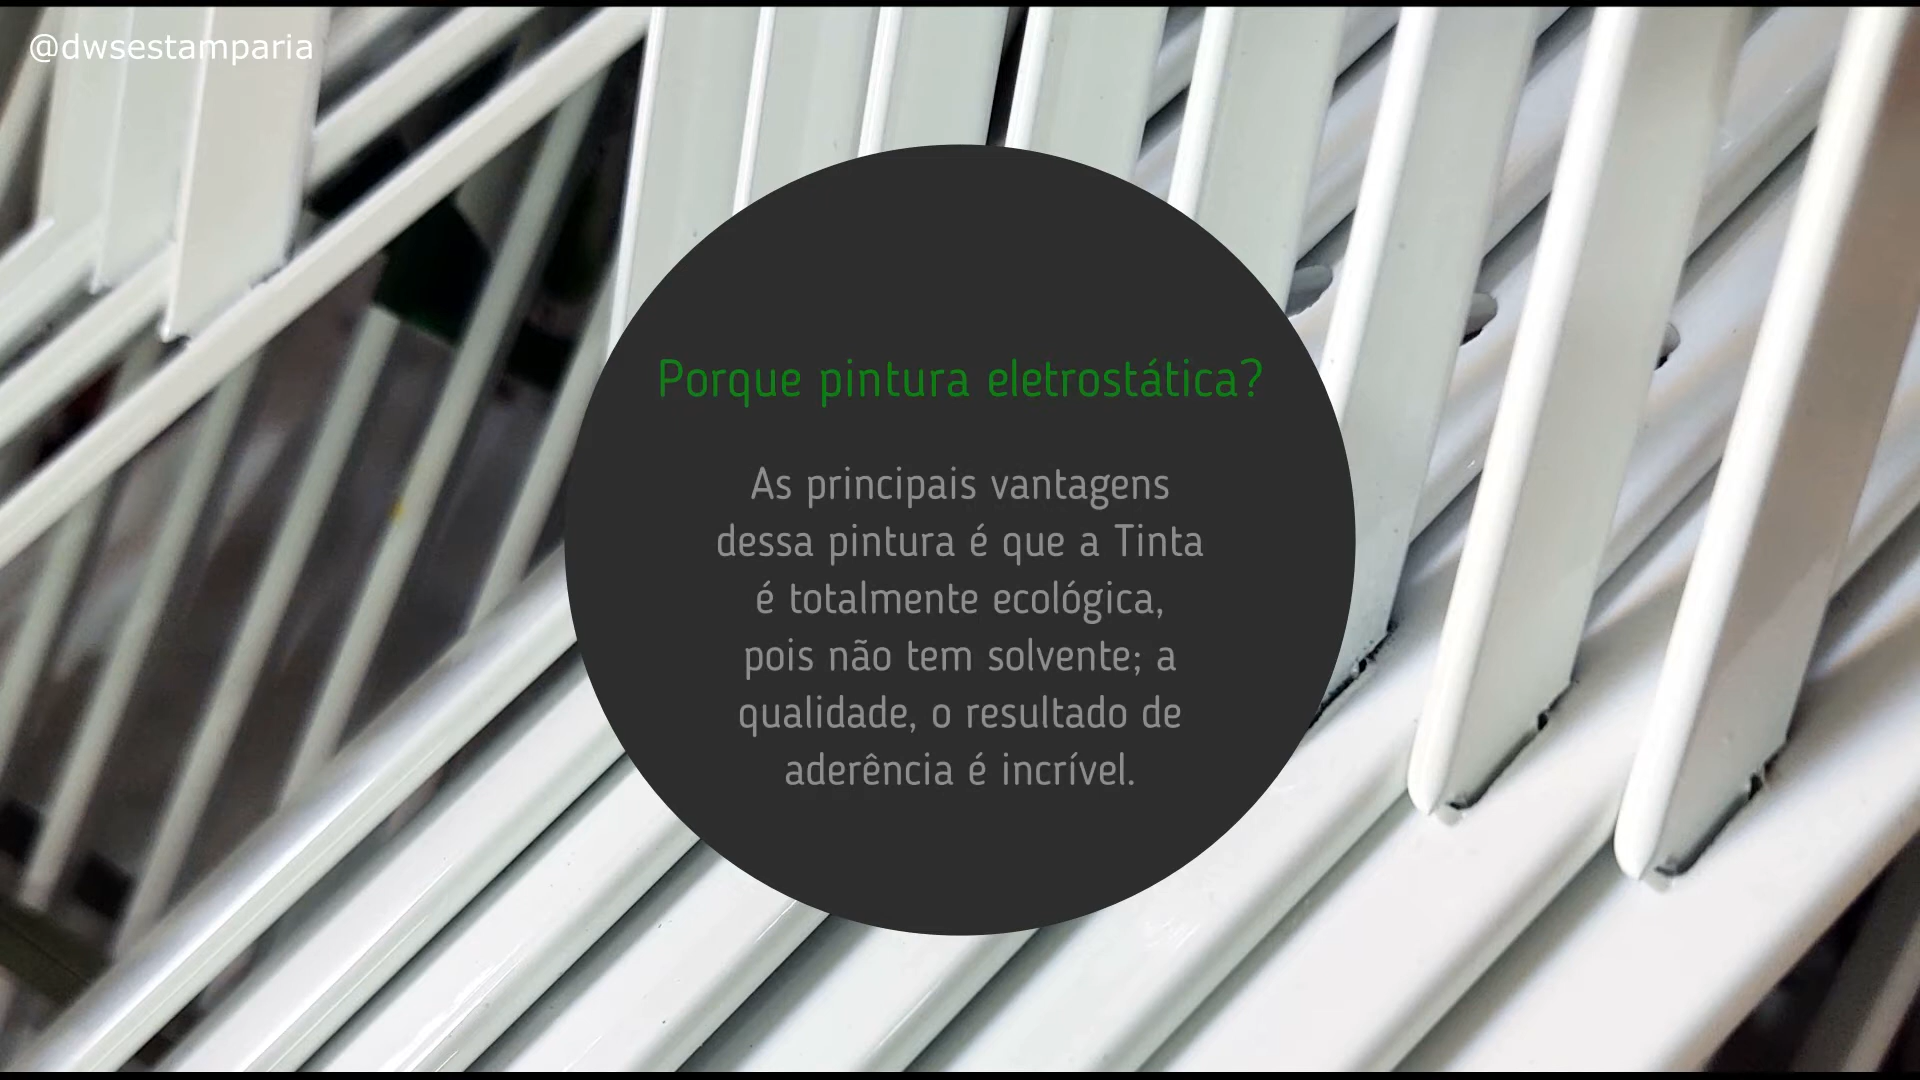 @dwsestamparia
Porque pintura eletrostática?
As principais vantagens
dessa pintura é que a Tinta
é totalmente ecológica,
pois não tem solvente; a
qualidade, o resultado de
aderência é incrível.